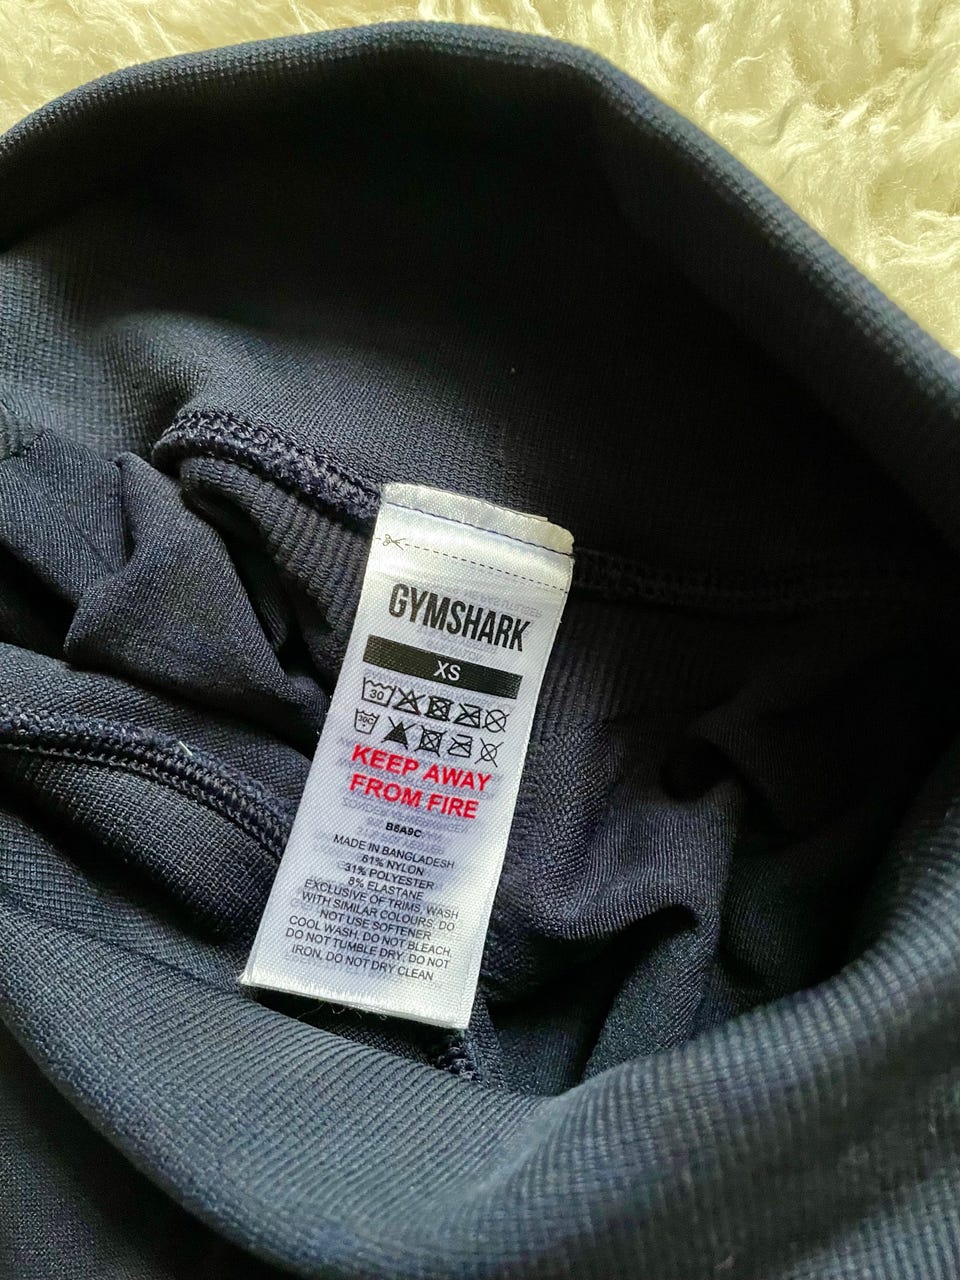 GYMSHARK
XS
30
30C
KEEP AWAY
FROM FIRE
B6A9C
MADE IN BANGLADESH
61% NYLON
31% POLYESTER
8% ELASTANE
EXCLUSIVE OF TRIMS. WASH
WITH SIMILAR COLOURS. DO
NOT USE SOFTENER
COOL WASH, DO NOT BLEACH,
DO NOT TUMBLE DRY, DO NOT
IRON, DO NOT DRY CLEAN